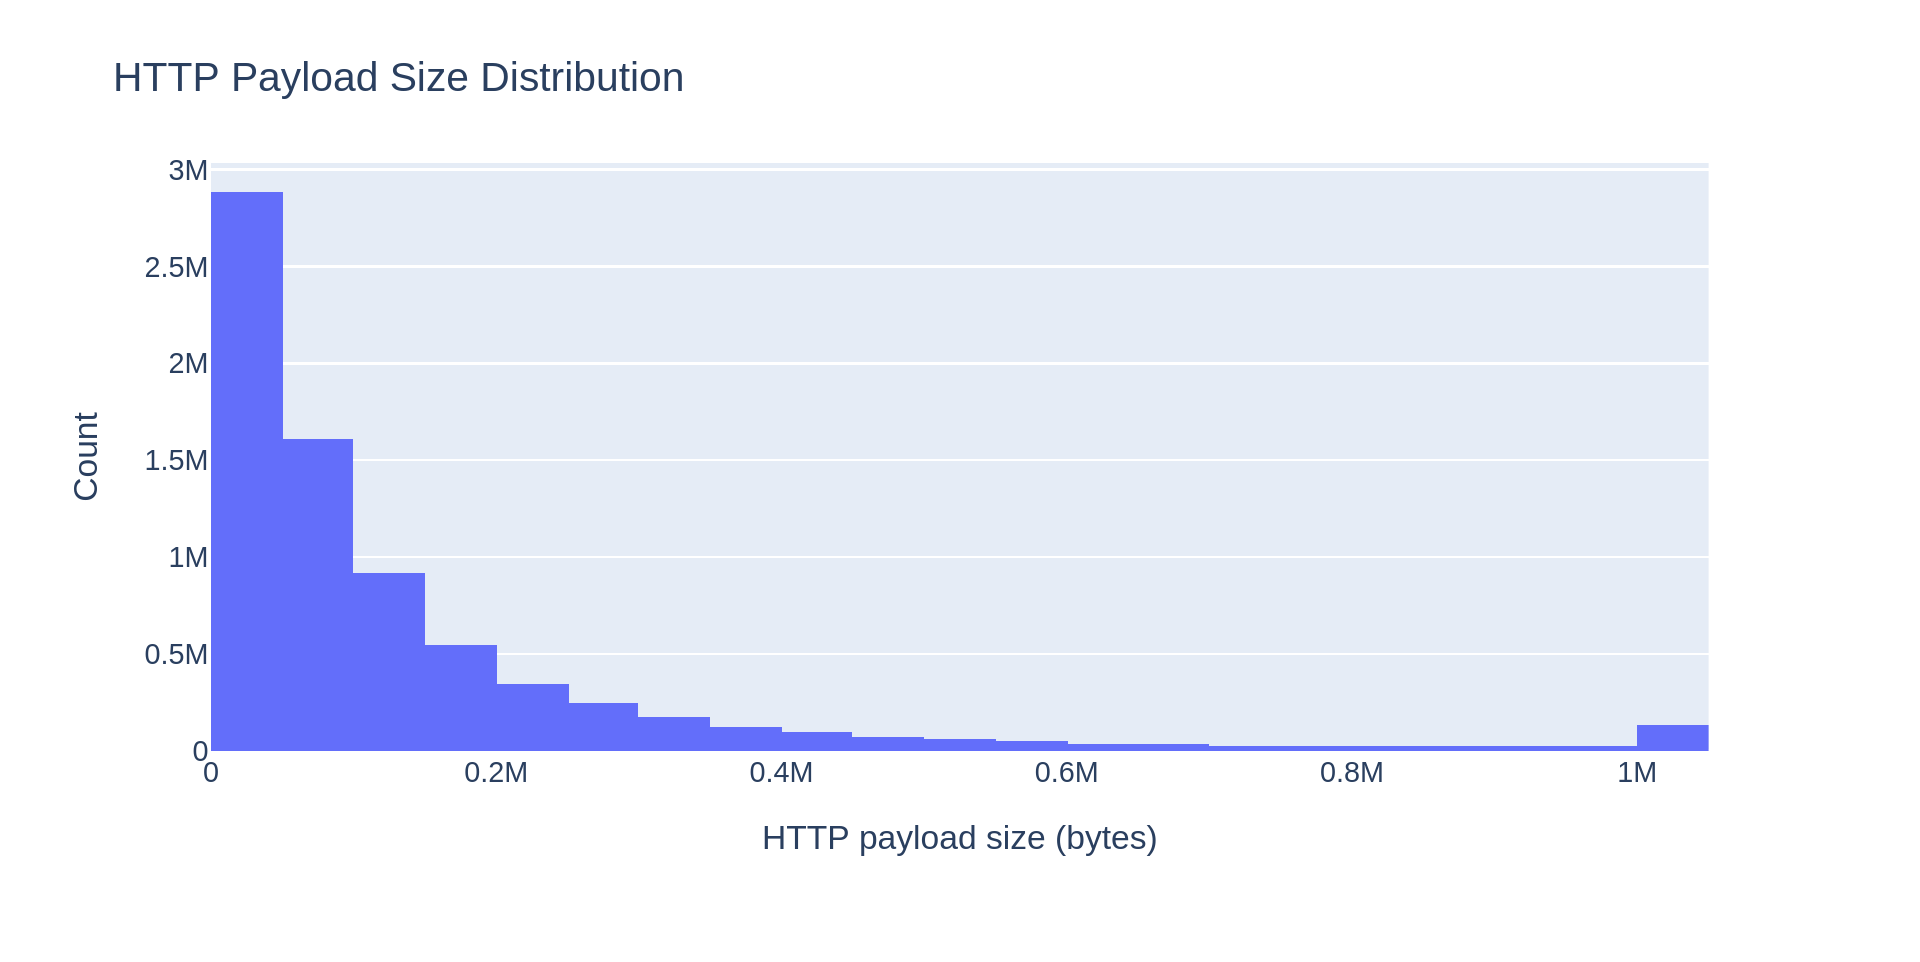 HTTP Payload Size Distribution
3M
2.5M
2M
1.5M
1M
0.5M
0
Count
0 0.2M 0.4M 0.6M 0.8M 1M
HTTP payload size (bytes)